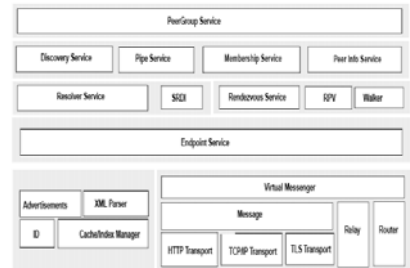 PeerGroup Service
Discovery Service Pipe Service Membership Service Peer Info Service
Resolver Service SRDI Rendezvous Service RPV Walker
Endpoint Service
Virtual Messenger
Advertisements XML Parser Message
ID Cache/Index Manager HTTP Transport TCP/IP Transport TLS Transport Relay Router